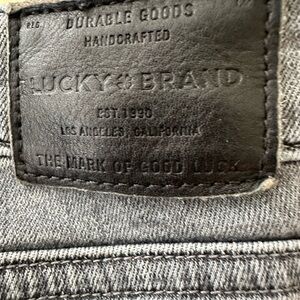 DURABLE GOODS
HANDCRAFTED
LUCKY BRAND
EST. 1990
LOS ANGELES, CALIFORNIA
THE MARK OF GOOD LUCK